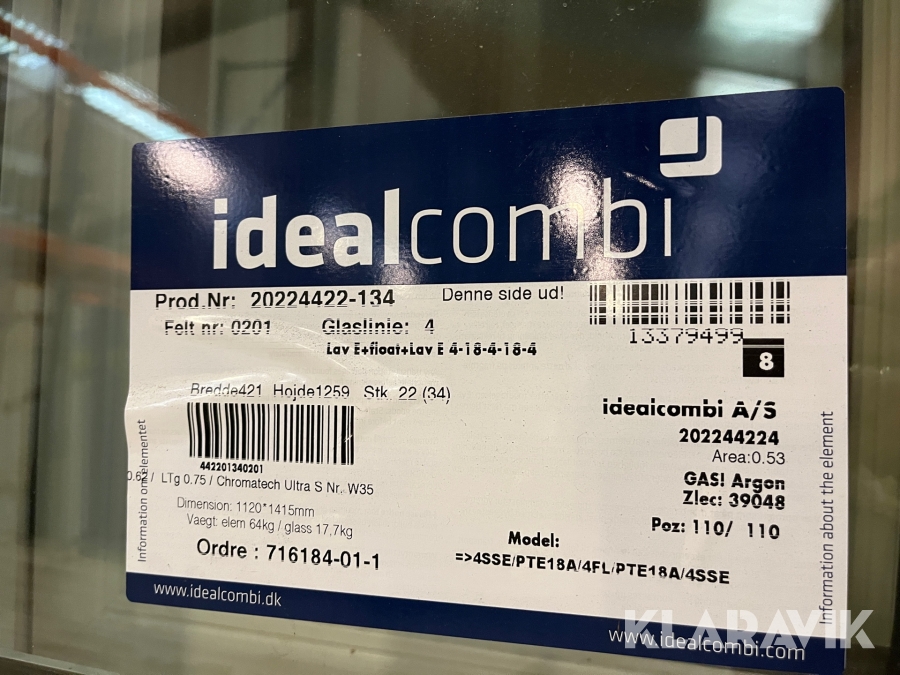 idealcombi
Prod.Nr: 20224422-134 Denne side ud!
Felt nr: 0201 Glaslinie: 4
13379499
Lav E+float+Lav E 4-18-4-18-4
8
Bredde421 Hojde1259 Stk. 22 (34)
idealcombi A/S
202244224
442201340201
Area:0.53
LTg 0.75 / Chromatech Ultra S Nr. W35
GAS! Argon
Zlec: 39048
Dimension: 1120*1415mm
Vaegt: elem 64kg / glass 17,7kg
Poz: 110/ 110
Ordre : 716184-01-1
Model:
=>4SSE/PTE18A/4FL/PTE18A/4SSE
Information om elementet
Information about the element
www.idealcombi.dk
www.idealcombi.com
KLARAVIK